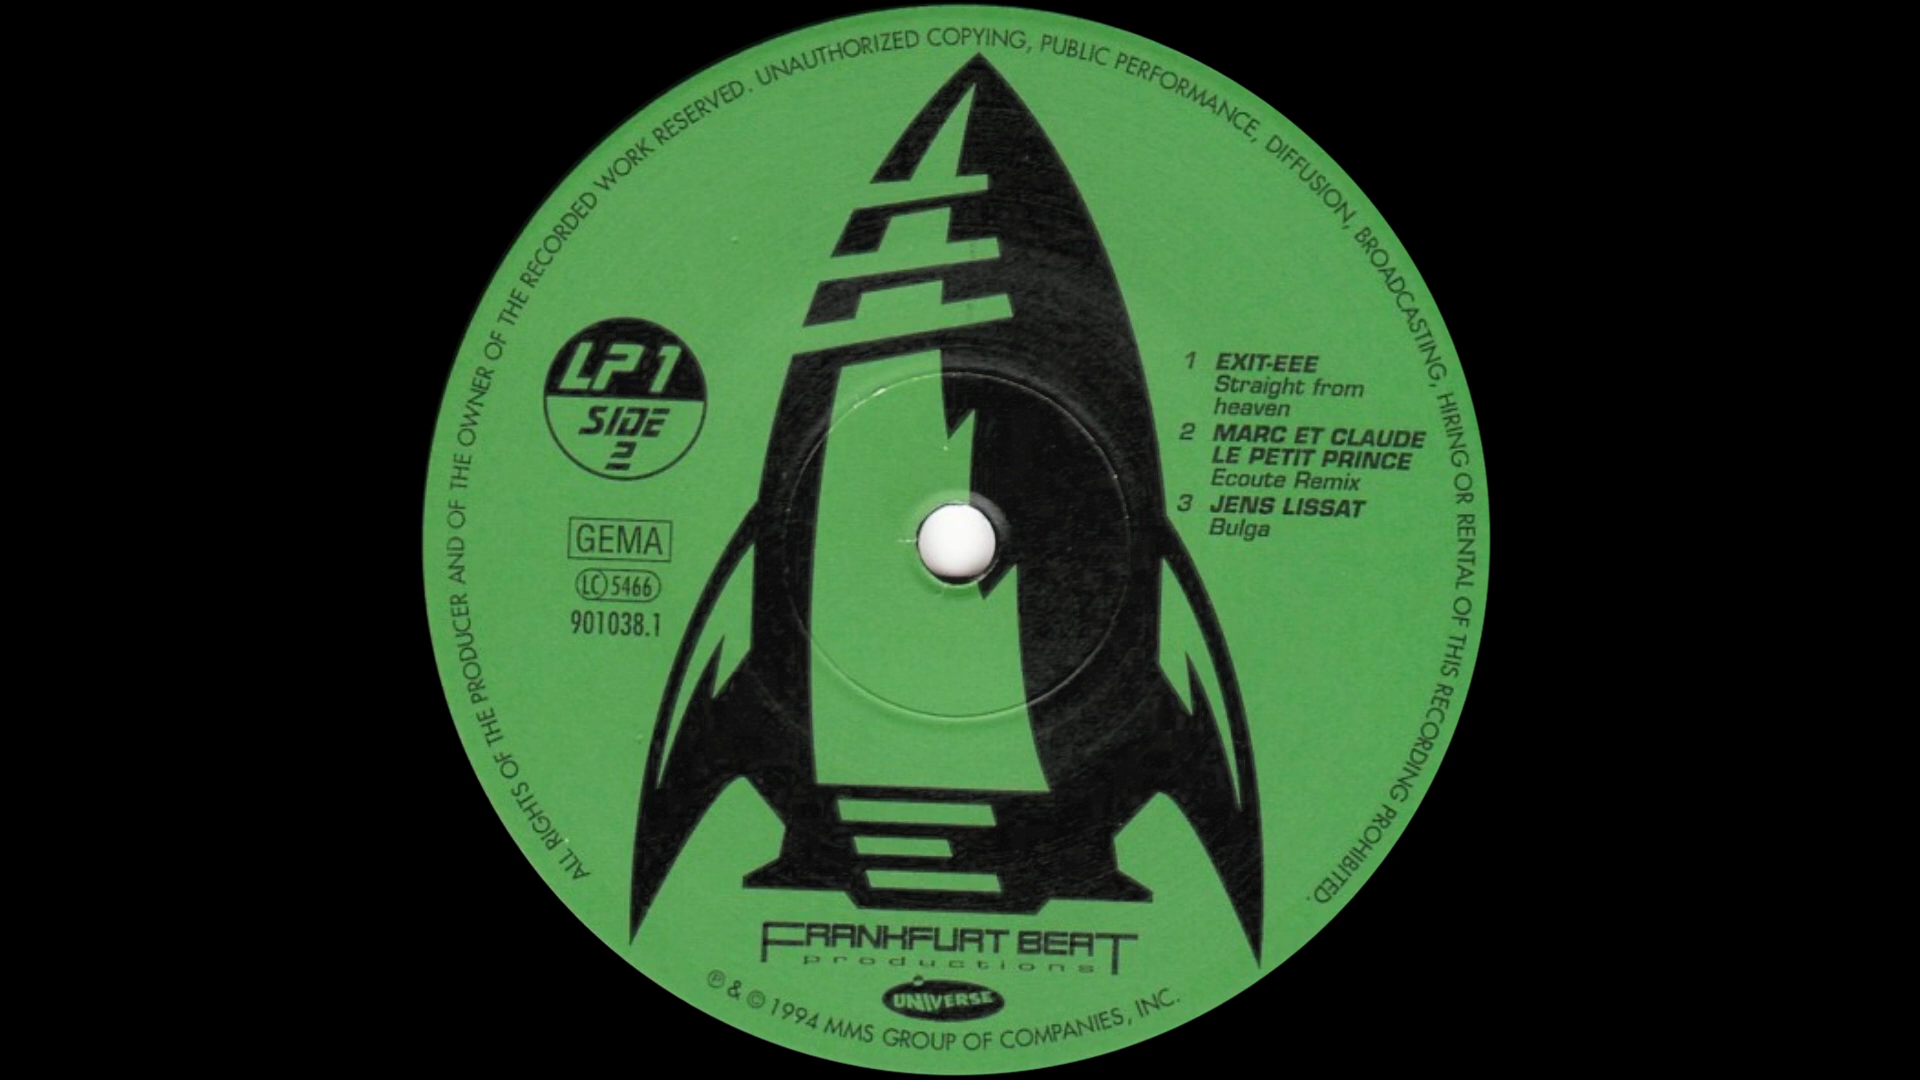 ALL RIGHTS OF THE PRODUCER AND OF THE OWNER OF THE RECORDED WORK RESERVED. UNAUTHORIZED COPYING, PUBLIC PERFORMANCE, DIFFUSION, BROADCASTING, HIRING OR RENTAL OF THIS RECORDING PROHIBITED.
LP1
SIDE
2
GEMA
LC 5466
901038.1
1 EXIT-EEE
Straight from
heaven
2 MARC ET CLAUDE
LE PETIT PRINCE
Ecoute Remix
3 JENS LISSAT
Bulga
FRANKFURT BEAT
productions
UNIVERSE
℗ & © 1994 MMS GROUP OF COMPANIES, INC.